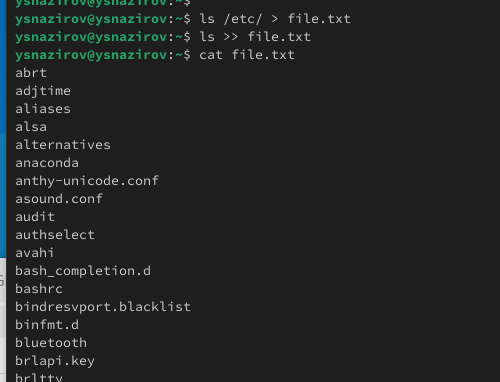 ysnazirov@ysnazirov:~$
ysnazirov@ysnazirov:~$ ls /etc/ > file.txt
ysnazirov@ysnazirov:~$ ls >> file.txt
ysnazirov@ysnazirov:~$ cat file.txt
abrt
adjtime
aliases
alsa
alternatives
anaconda
anthy-unicode.conf
asound.conf
audit
authselect
avahi
bash_completion.d
bashrc
bindresvport.blacklist
binfmt.d
bluetooth
brlapi.key
brltty